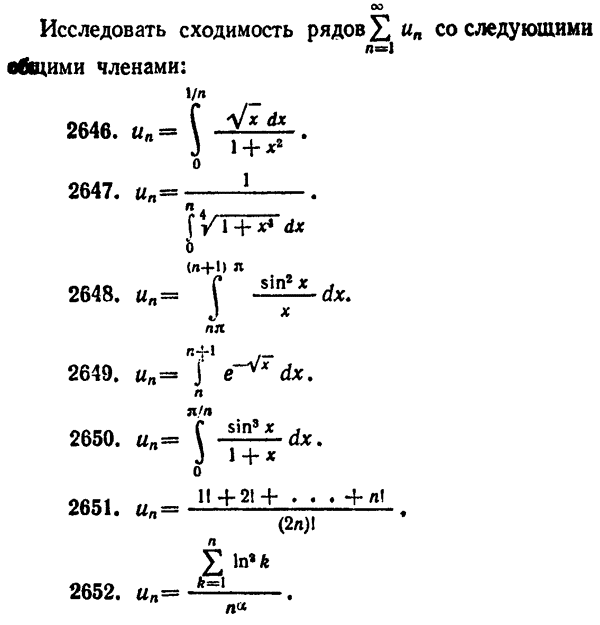 Исследовать сходимость рядов $\sum_{n=1}^{\infty} u_n$ со следующими
общими членами:
2646. $u_n = \int_0^{1/n} \frac{\sqrt{x}\, dx}{1+x^2}$.
2647. $u_n = \frac{1}{\int_0^n \sqrt[4]{1+x^4}\, dx}$.
2648. $u_n = \int_{n\pi}^{(n+1)\pi} \frac{\sin^2 x}{x}\, dx.$
2649. $u_n = \int_n^{n+1} e^{-\sqrt{x}}\, dx.$
2650. $u_n = \int_0^{\pi/n} \frac{\sin^3 x}{1+x}\, dx.$
2651. $u_n = \frac{1! + 2! + . . . + n!}{(2n)!}$.
2652. $u_n = \frac{\sum_{k=1}^{n} \ln^2 k}{n^{\alpha}}$.